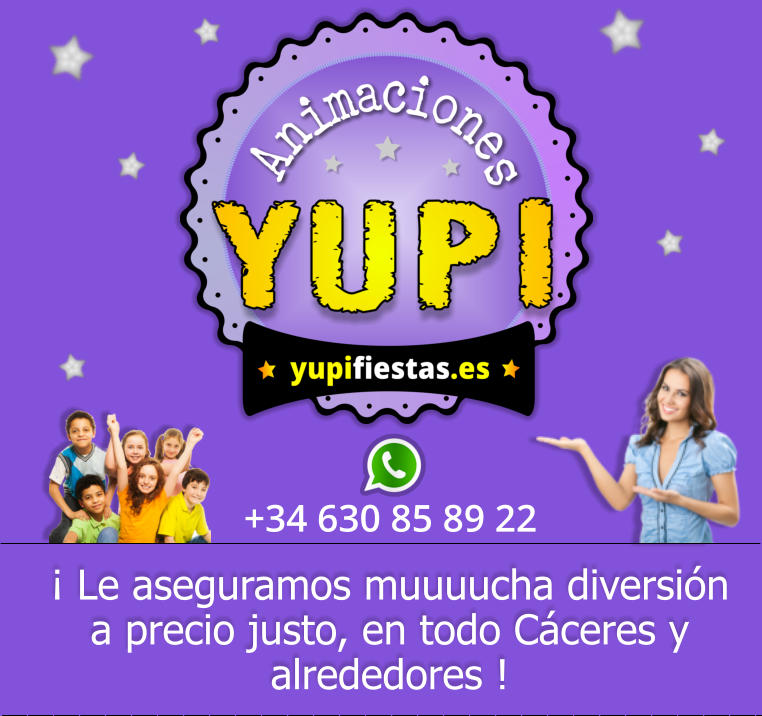 Animaciones
YUPI
yupifiestas.es
+34 630 85 89 22
¡ Le aseguramos muuuucha diversión
a precio justo, en todo Cáceres y
alrededores !